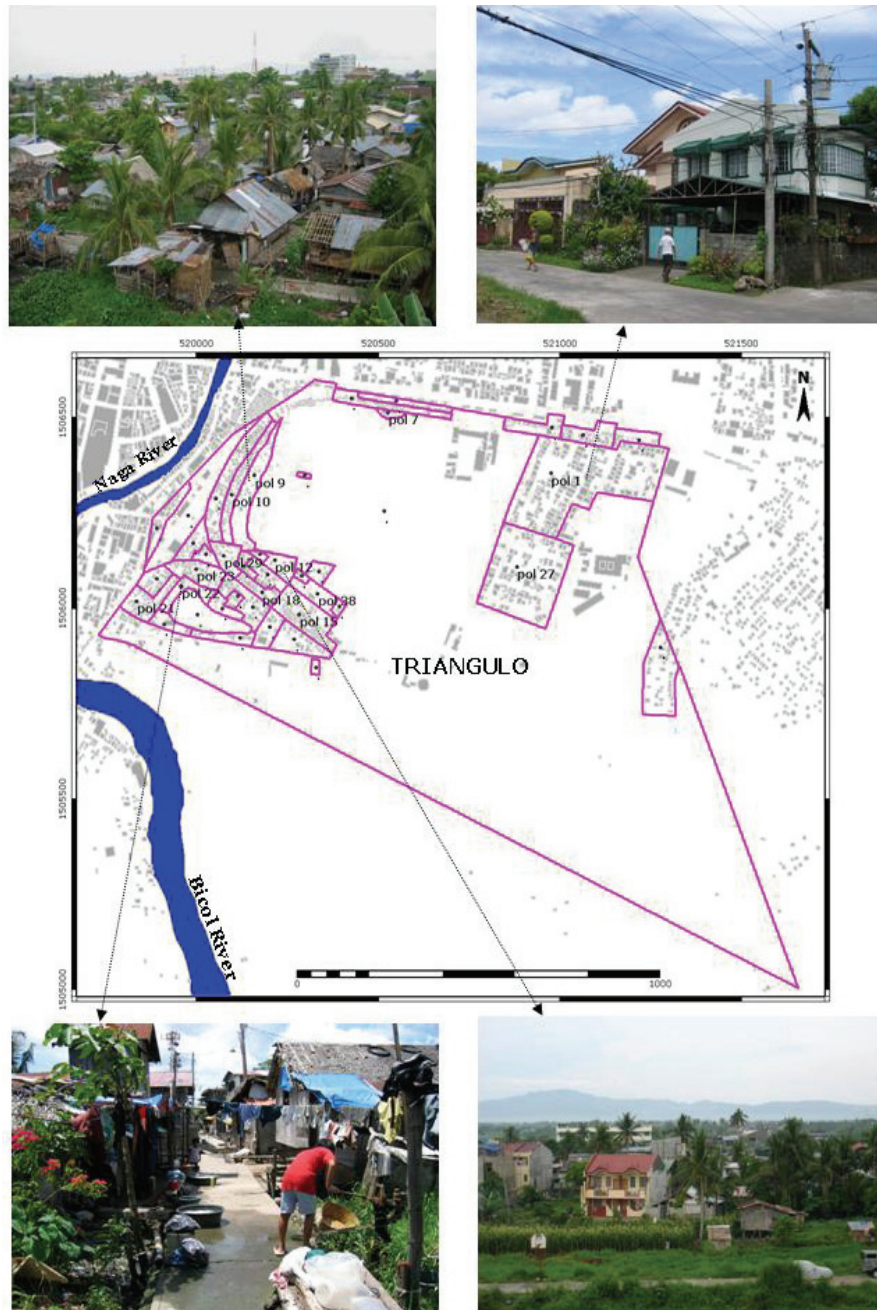 520000
520500
521000
521500
1506500
1506000
1505500
1505000
N
Naga River
pol 7
pol 9
pol 10
pol 1
pol 29
pol 12
pol 23
pol 27
pol 22
pol 21
pol 18
pol 38
pol 15
TRIANGULO
Bicol River
0
1000